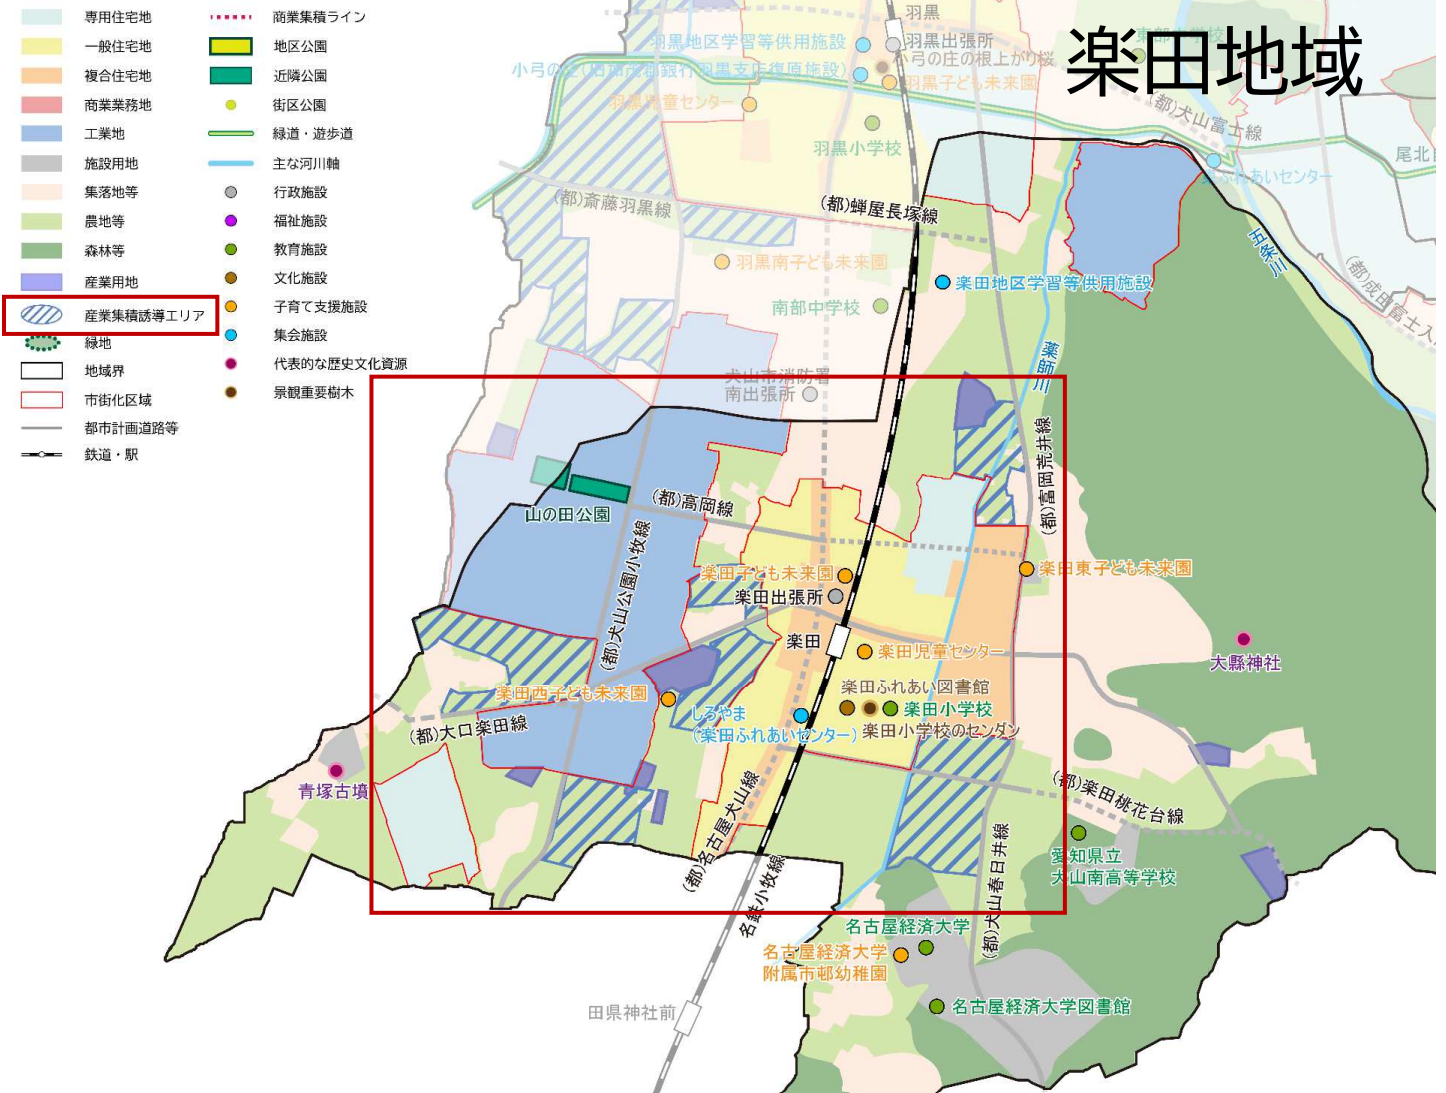 楽田地域
専用住宅地
一般住宅地
複合住宅地
商業業務地
工業地
施設用地
集落地等
農地等
森林等
産業用地
産業集積誘導エリア
緑地
地域界
市街化区域
都市計画道路等
鉄道・駅
商業集積ライン
地区公園
近隣公園
街区公園
緑道・遊歩道
主な河川軸
行政施設
福祉施設
教育施設
文化施設
子育て支援施設
集会施設
代表的な歴史文化資源
景観重要樹木
羽黒
羽黒地区学習等供用施設
羽黒出張所
小弓の庄の根上がり桜
羽黒子ども未来園
羽黒児童センター
羽黒小学校
(都)犬山富士線
(都)斎藤羽黒線
(都)蝉屋長塚線
羽黒南子ども未来園
南部中学校
楽田地区学習等供用施設
五条川
(都)成田富士入
薬師川
犬山市消防署
南出張所
(都)富岡荒井線
山の田公園
(都)高岡線
(都)犬山公園小牧線
楽田子ども未来園
楽田出張所
楽田東子ども未来園
楽田
楽田児童センター
大縣神社
楽田ふれあい図書館
楽田西子ども未来園
楽田小学校
しろやま
(楽田ふれあいセンター)
楽田小学校のセンダン
(都)大口楽田線
青塚古墳
(都)楽田桃花台線
(都)名古屋犬山線
名鉄小牧線
(都)犬山春日井線
愛知県立
犬山南高等学校
名古屋経済大学
名古屋経済大学
附属市邨幼稚園
名古屋経済大学図書館
田県神社前